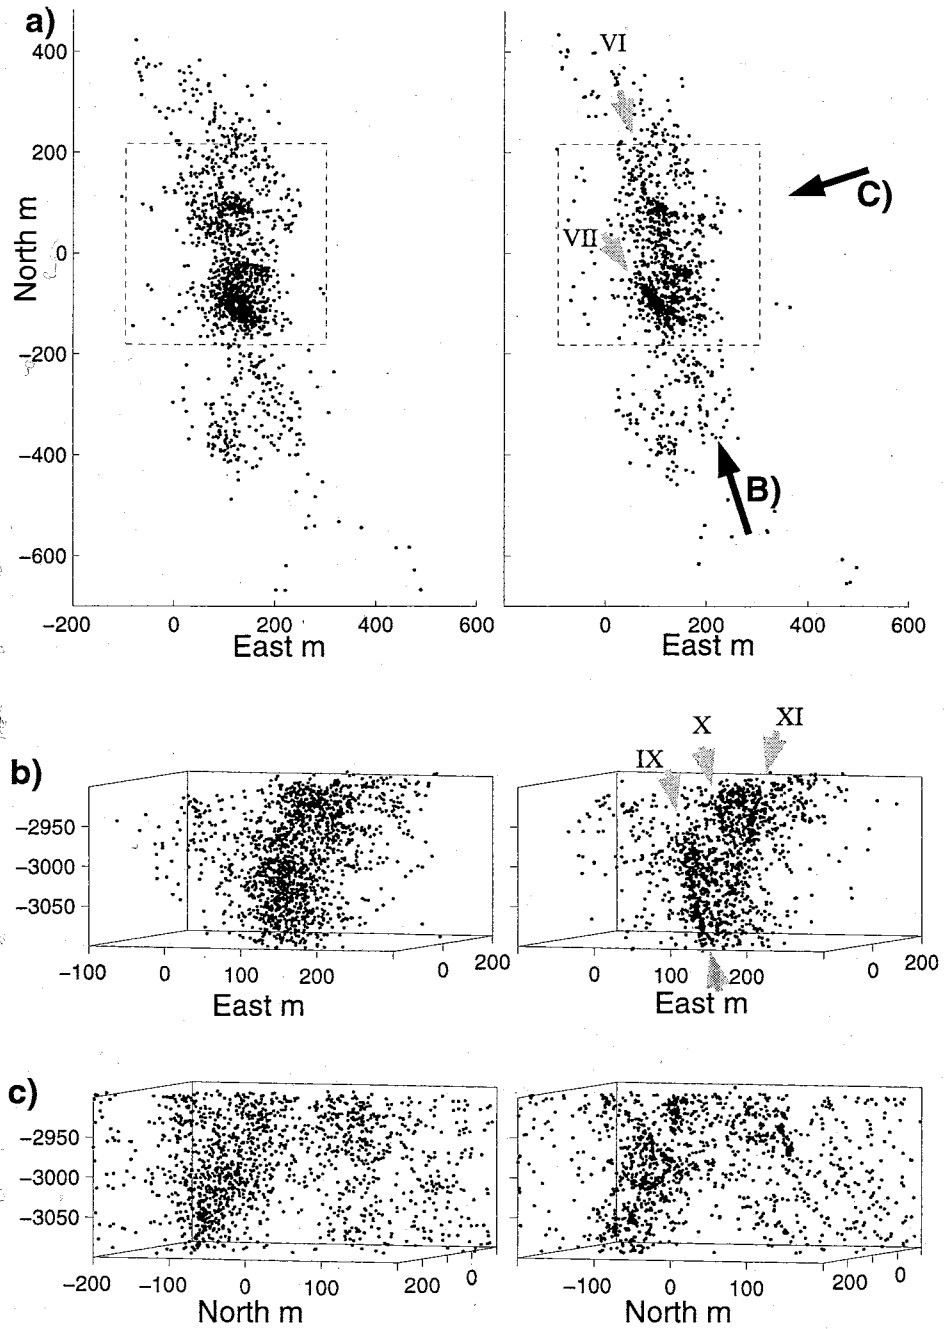 a)
VI
400
200
0
−200
−400
−600
North m
C)
VII
B)
−200 0 200 400 600
0 200 400 600
East m
East m
XI
X
IX
b)
−2950
−3000
−3050
−100 0 100 200 0 200
0 100 200 0 200
East m
East m
c)
−2950
−3000
−3050
−200 −100 0 100 200 0
−100 0 100 200 0
North m
North m